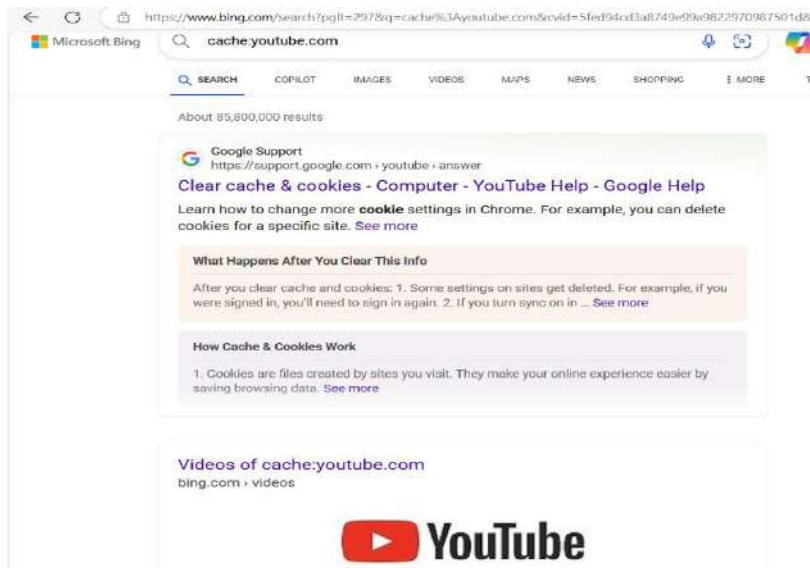 https://www.bing.com/search?pglt=297&q=cache%3Ayoutube.com&cvid=5fed94cd3a8749e99a9822970987501d8
Microsoft Bing
cache:youtube.com
SEARCH COPILOT IMAGES VIDEOS MAPS NEWS SHOPPING MORE
About 85,800,000 results
Google Support
https://support.google.com › youtube › answer
Clear cache & cookies - Computer - YouTube Help - Google Help
Learn how to change more cookie settings in Chrome. For example, you can delete
cookies for a specific site. See more
What Happens After You Clear This Info
After you clear cache and cookies: 1. Some settings on sites get deleted. For example, if you
were signed in, you'll need to sign in again. 2. If you turn sync on in ... See more
How Cache & Cookies Work
1. Cookies are files created by sites you visit. They make your online experience easier by
saving browsing data. See more
Videos of cache:youtube.com
bing.com › videos
YouTube